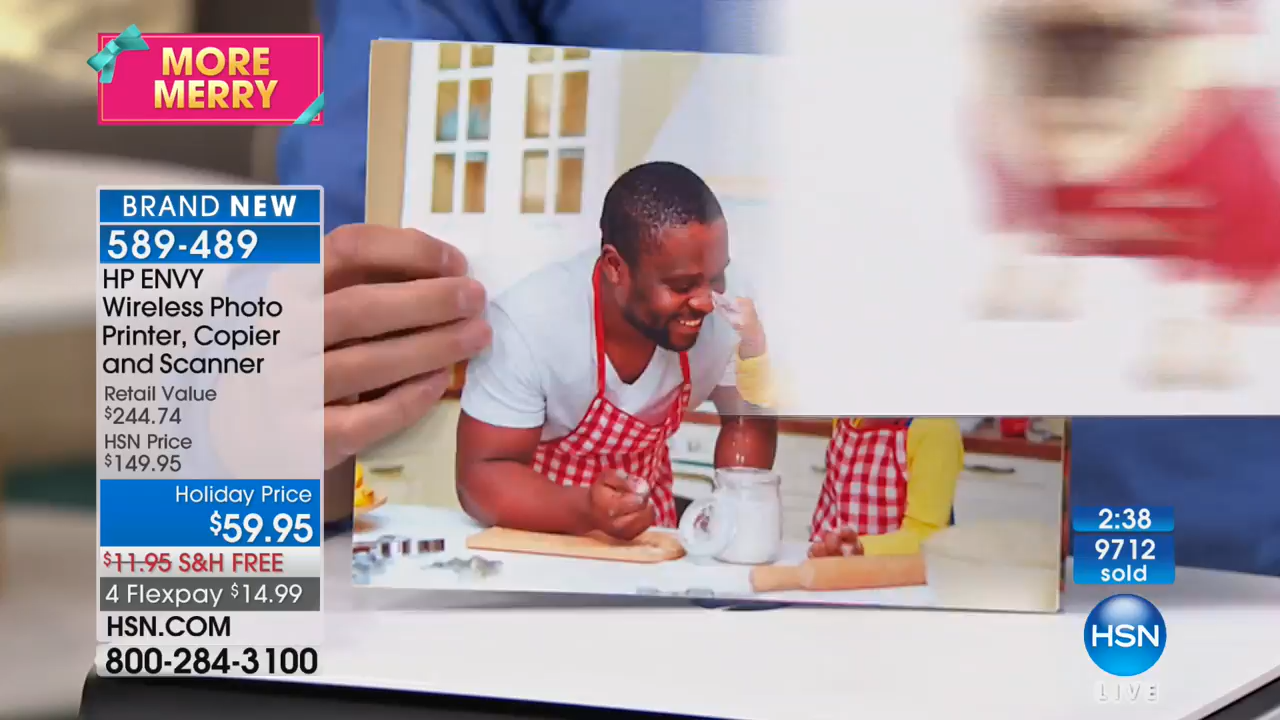 MORE
MERRY
BRAND NEW
589-489
HP ENVY
Wireless Photo
Printer, Copier
and Scanner
Retail Value
$244.74
HSN Price
$149.95
Holiday Price
$59.95
$11.95 S&H FREE
4 Flexpay $14.99
HSN.COM
800-284-3100
2:38
9712
sold
HSN
LIVE